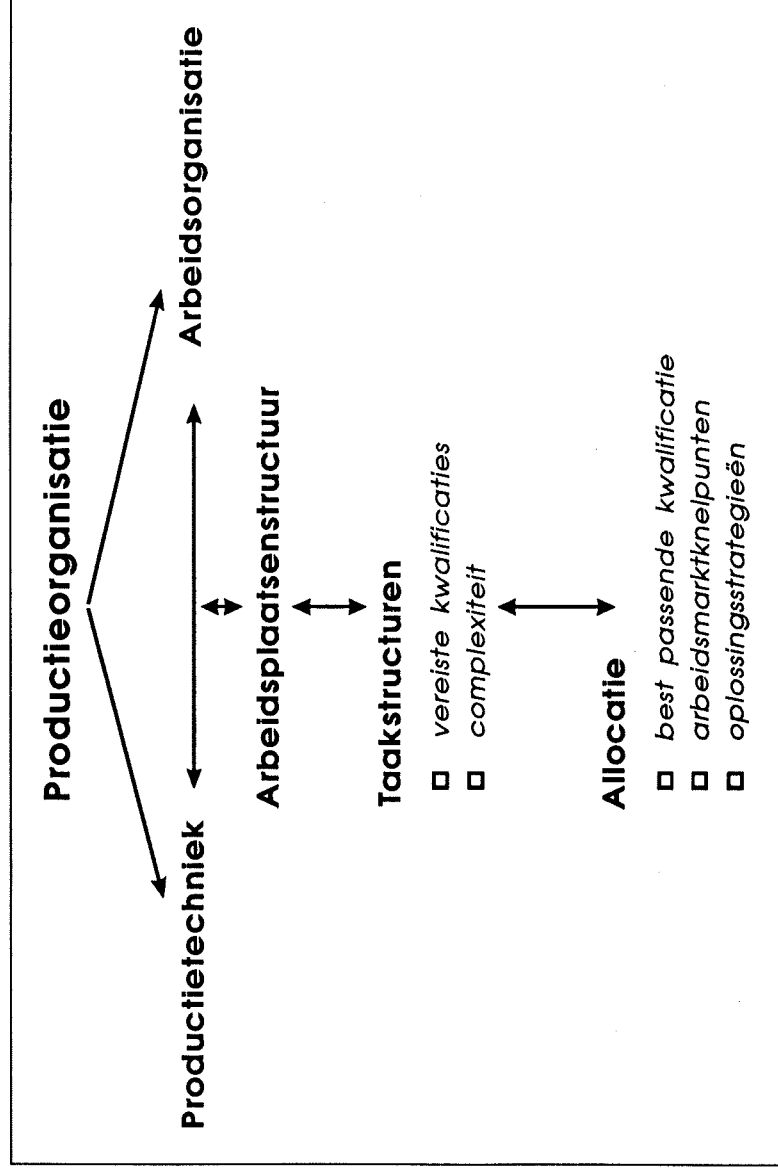 Productieorganisatie
Productietechniek
Arbeidsorganisatie
Arbeidsplaatsenstructuur
Taakstructuren
vereiste kwalificaties
complexiteit
Allocatie
best passende kwalificatie
arbeidsmarktknelpunten
oplossingsstrategieën